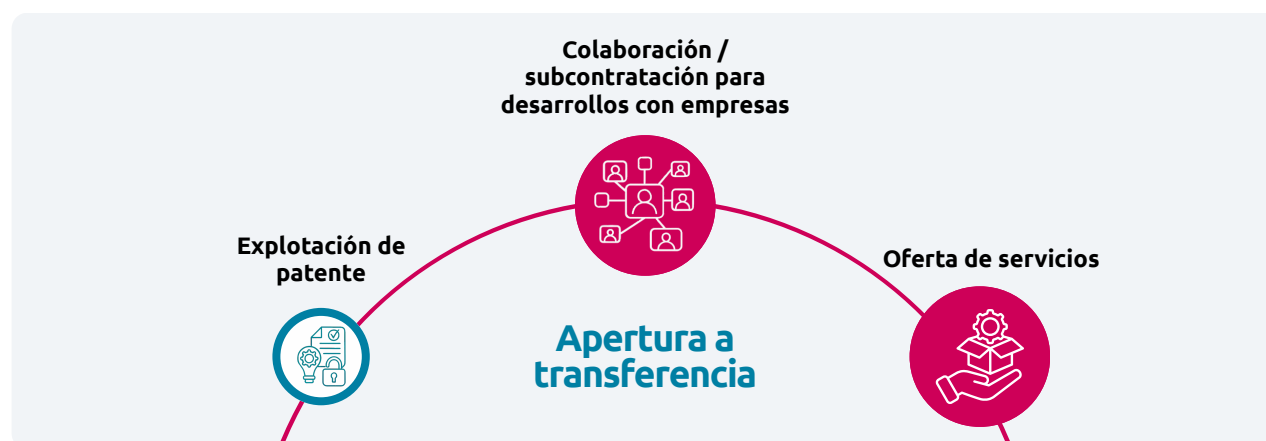 Colaboración /
subcontratación para
desarrollos con empresas
Explotación de
patente
Oferta de servicios
Apertura a
transferencia